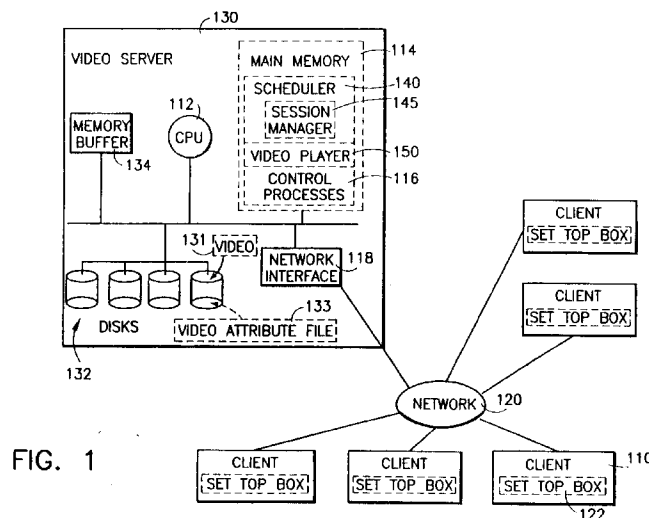 130
VIDEO SERVER
114
MAIN MEMORY
140
SCHEDULER
145
SESSION
MANAGER
112
CPU
MEMORY
BUFFER
134
VIDEO PLAYER
150
CONTROL
PROCESSES
116
131
VIDEO
NETWORK
INTERFACE
118
133
DISKS
VIDEO ATTRIBUTE FILE
132
CLIENT
SET TOP BOX
CLIENT
SET TOP BOX
NETWORK
120
FIG. 1
CLIENT
SET TOP BOX
CLIENT
SET TOP BOX
CLIENT
SET TOP BOX
110
122